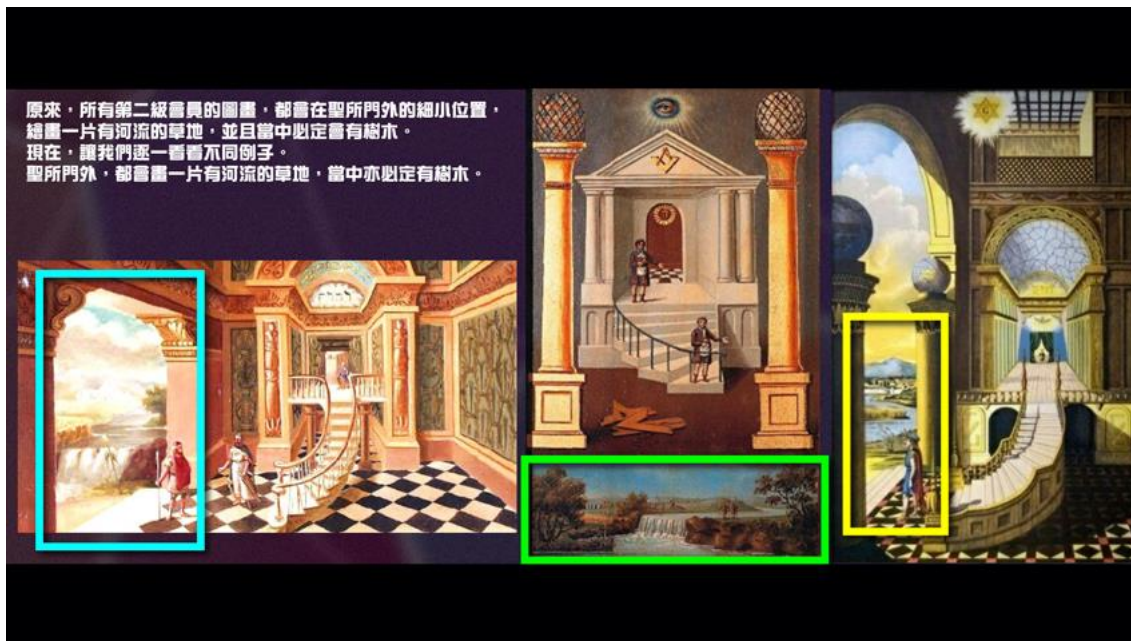 原來，所有第二級會員的圖畫，都會在聖所門外的細小位置，
繪畫一片有河流的草地，並且當中必定會有樹木。
現在，讓我們逐一看看不同例子。
聖所門外，都會畫一片有河流的草地，當中亦必定有樹木。
G